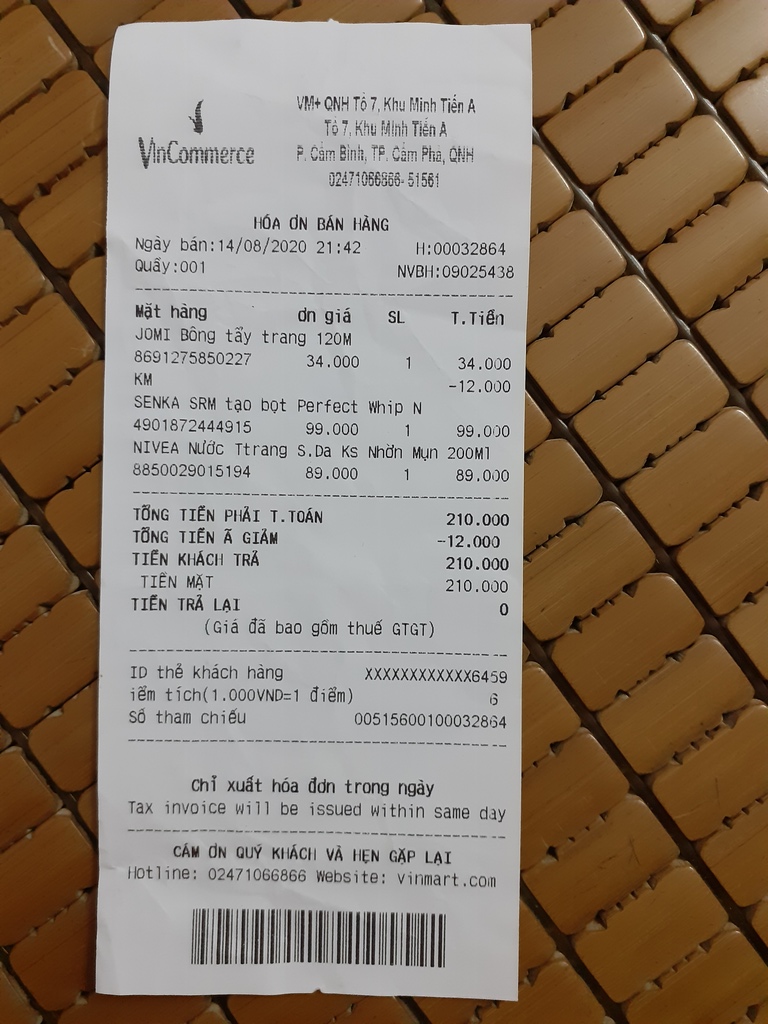 VinCommerce
VM+ QNH Tổ 7, Khu Minh Tiến A
Tổ 7, Khu Minh Tiến A
P. Cẩm Bình, TP. Cẩm Phả, QNH
02471066866- 51561
HÓA ƠN BÁN HÀNG
Ngày bán:14/08/2020 21:42 H:00032864
Quầy:001 NVBH:09025438
Mặt hàng ơn giá SL T.Tiền
JOMI Bông tẩy trang 120M
8691275850227 34.000 1 34.000
KM -12.000
SENKA SRM tạo bọt Perfect Whip N
4901872444915 99.000 1 99.000
NIVEA Nước Ttrang S.Da Ks Nhờn Mụn 200Ml
8850029015194 89.000 1 89.000
TỔNG TIỀN PHẢI T.TOÁN 210.000
TỔNG TIỀN Ã GIẢM -12.000
TIỀN KHÁCH TRẢ 210.000
TIỀN MẶT 210.000
TIỀN TRẢ LẠI 0
(Giá đã bao gồm thuế GTGT)
ID thẻ khách hàng XXXXXXXXXXXX6459
iểm tích(1.000VND=1 điểm) 6
Số tham chiếu 00515600100032864
Chỉ xuất hóa đơn trong ngày
Tax invoice will be issued within same day
CẢM ƠN QUÝ KHÁCH VÀ HẸN GẶP LẠI
Hotline: 02471066866 Website: vinmart.com